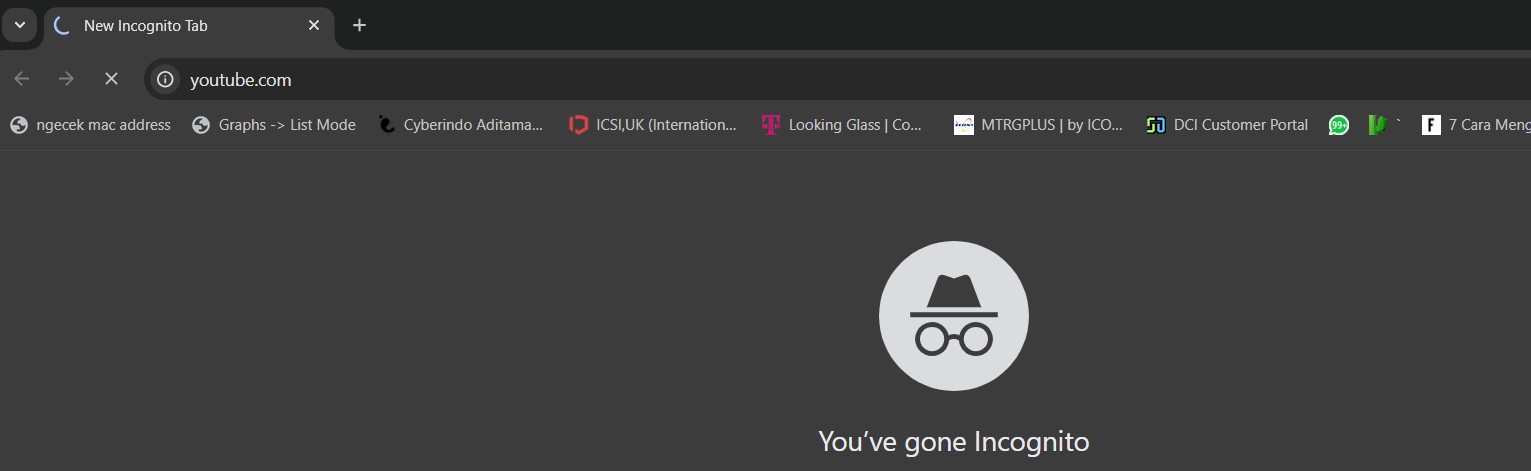 New Incognito Tab
youtube.com
ngecek mac address Graphs -> List Mode Cyberindo Aditama... ICSI,UK (Internation... Looking Glass | Co... MTRGPLUS | by ICO... DCI Customer Portal 99+ ` F 7 Cara Meng
You've gone Incognito